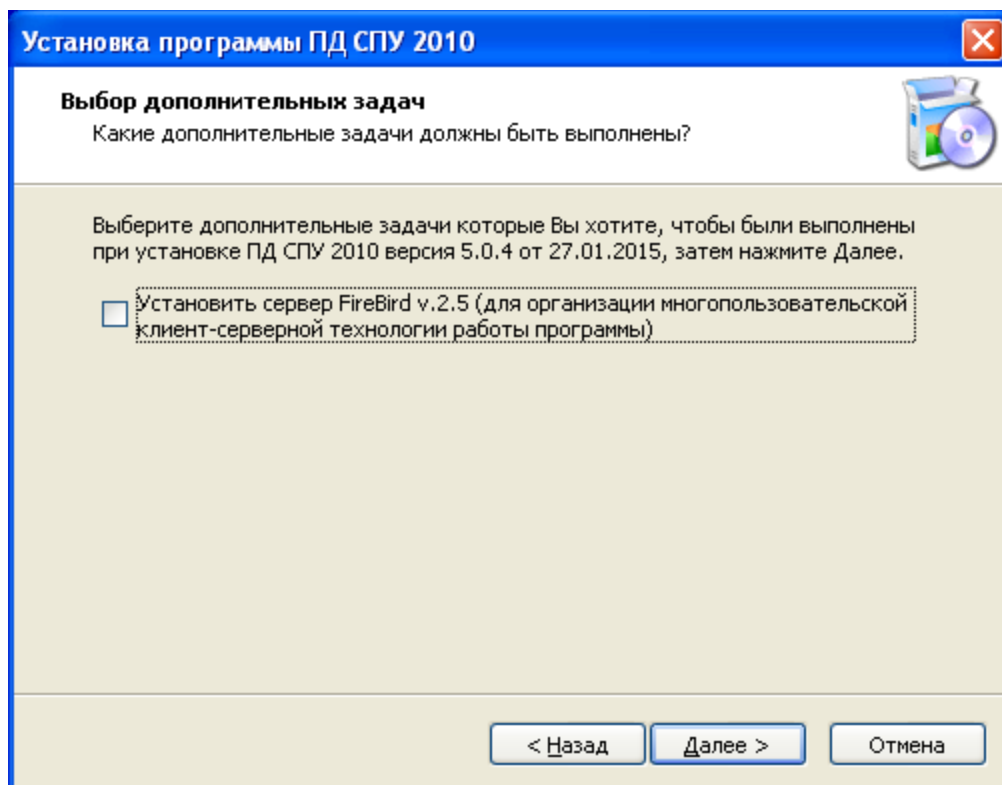 Установка программы ПД СПУ 2010
Выбор дополнительных задач
Какие дополнительные задачи должны быть выполнены?
Выберите дополнительные задачи которые Вы хотите, чтобы были выполнены
при установке ПД СПУ 2010 версия 5.0.4 от 27.01.2015, затем нажмите Далее.
Установить сервер FireBird v.2.5 (для организации многопользовательской
клиент-серверной технологии работы программы)
< Назад
Далее >
Отмена